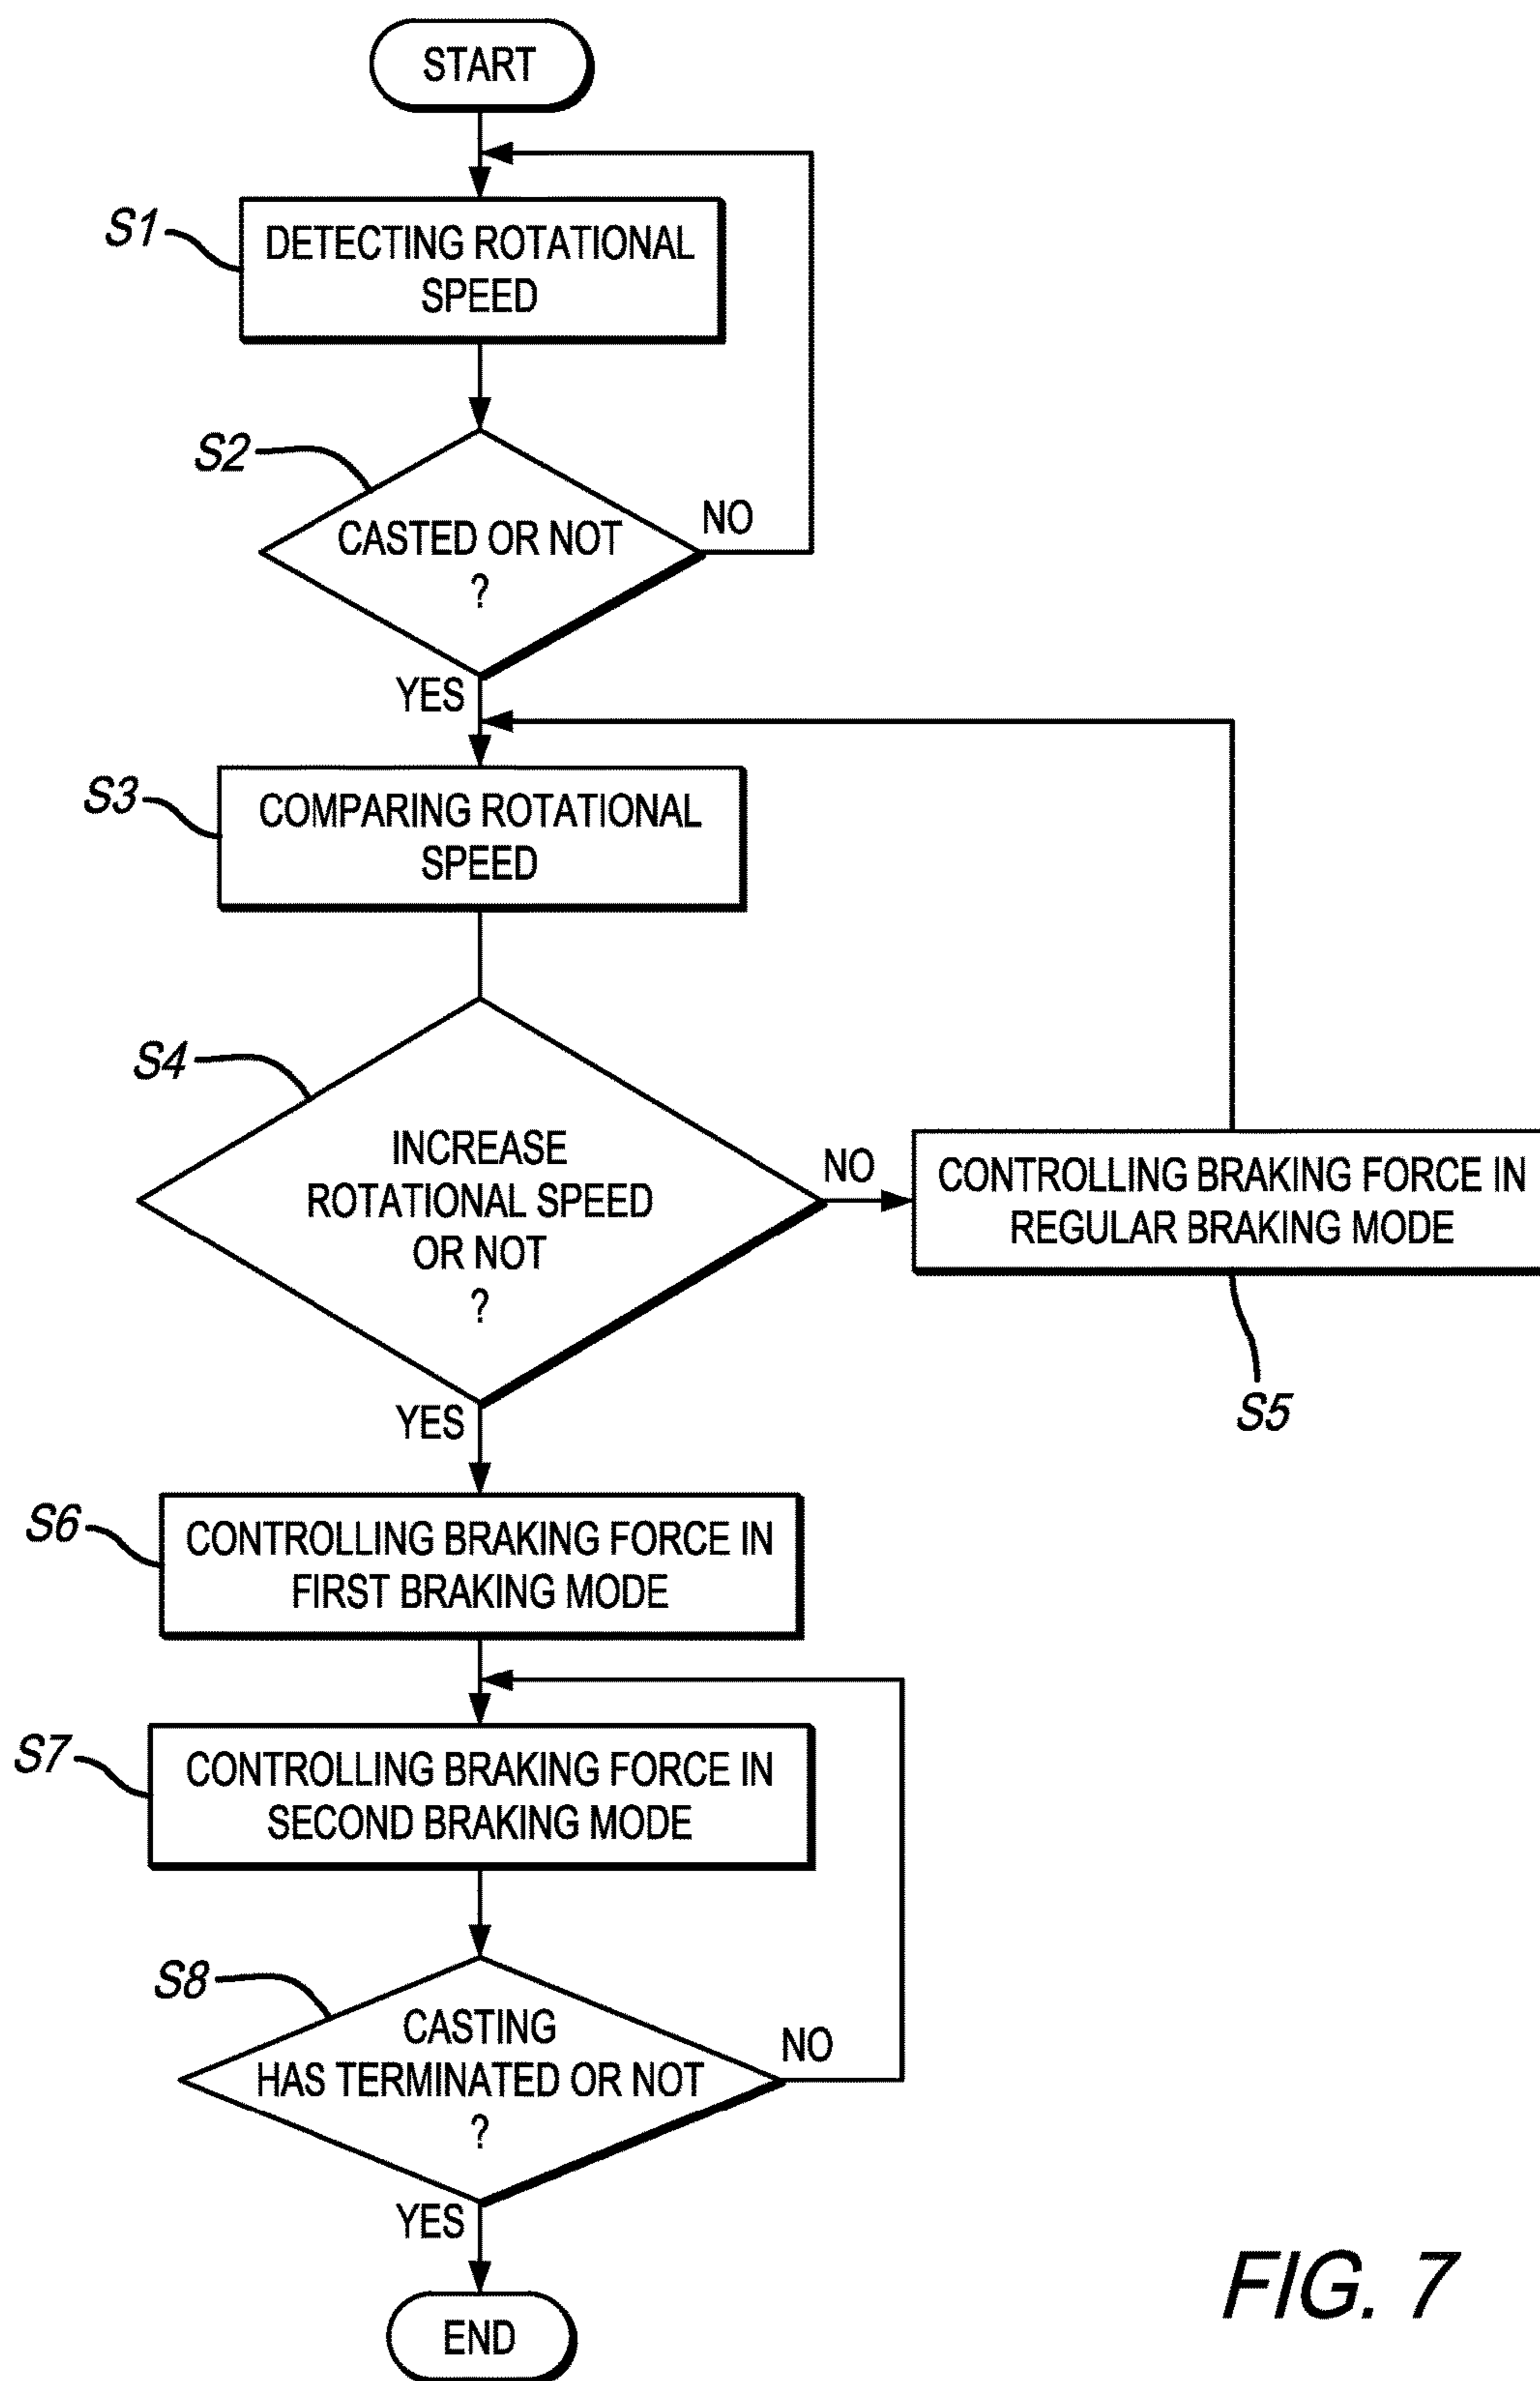 START
S1
DETECTING ROTATIONAL
SPEED
S2
CASTED OR NOT
?
NO
YES
S3
COMPARING ROTATIONAL
SPEED
S4
INCREASE
ROTATIONAL SPEED
OR NOT
?
NO
CONTROLLING BRAKING FORCE IN
REGULAR BRAKING MODE
S5
YES
S6
CONTROLLING BRAKING FORCE IN
FIRST BRAKING MODE
S7
CONTROLLING BRAKING FORCE IN
SECOND BRAKING MODE
S8
CASTING
HAS TERMINATED OR NOT
?
NO
YES
END
FIG. 7